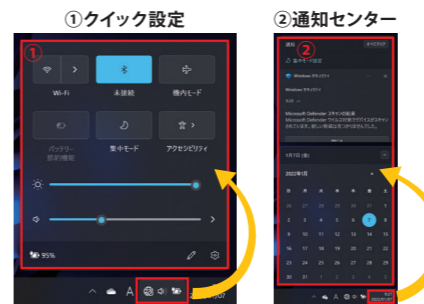 ①クイック設定
②通知センター
①
Wi-Fi
未接続
機内モード
バッテリー
節約機能
集中モード
アクセシビリティ
95%
A
②
通知
すべてクリア
集中モード設定
Windows セキュリティ
Windows セキュリティ
Microsoft Defender スキャンの結果
1月7日 (金)
2022年1月
日 月 火 水 木 金 土
26 27 28 29 30 31 1
2 3 4 5 6 7 8
9 10 11 12 13 14 15
16 17 18 19 20 21 22
23 24 25 26 27 28 29
30 31 1 2 3 4 5
A
2022/01/07